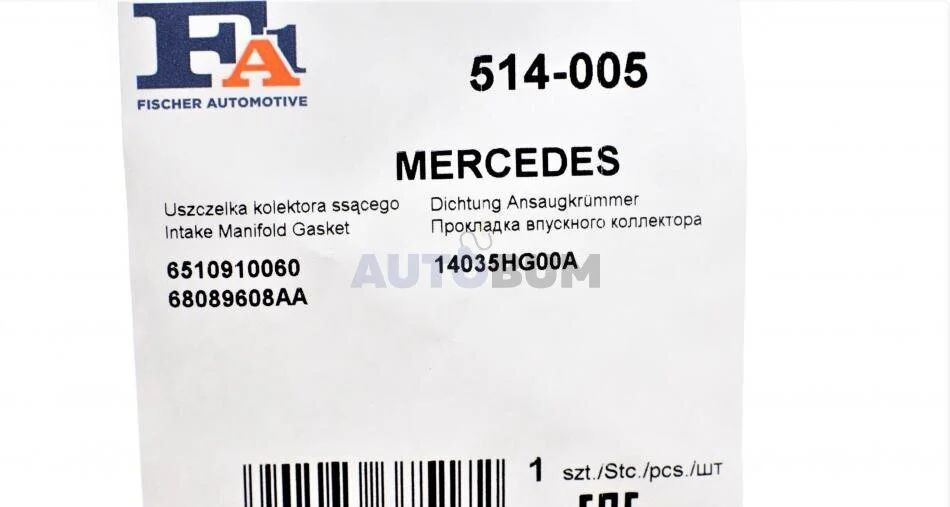 FA1
FISCHER AUTOMOTIVE
514-005
MERCEDES
Uszczelka kolektora ssącego
Intake Manifold Gasket
Dichtung Ansaugkrümmer
Прокладка впускного коллектора
6510910060
68089608AA
14035HG00A
AUTOBUM
1 szt./Stc./pcs./шт